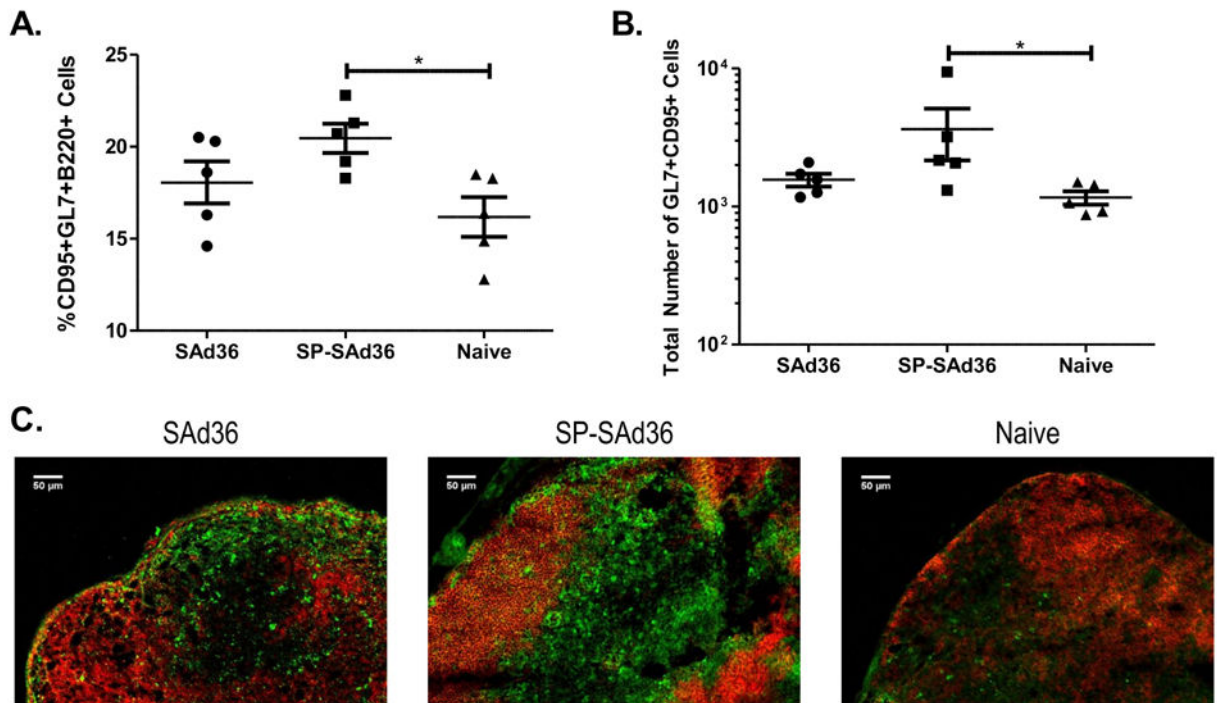 A.
%CD95+GL7+B220+ Cells
25
20
15
10
*
SAd36
SP-SAd36
Naive
B.
Total Number of GL7+CD95+ Cells
10⁴
10³
10²
*
SAd36
SP-SAd36
Naive
C.
SAd36
SP-SAd36
Naive
50 µm
50 µm
50 µm